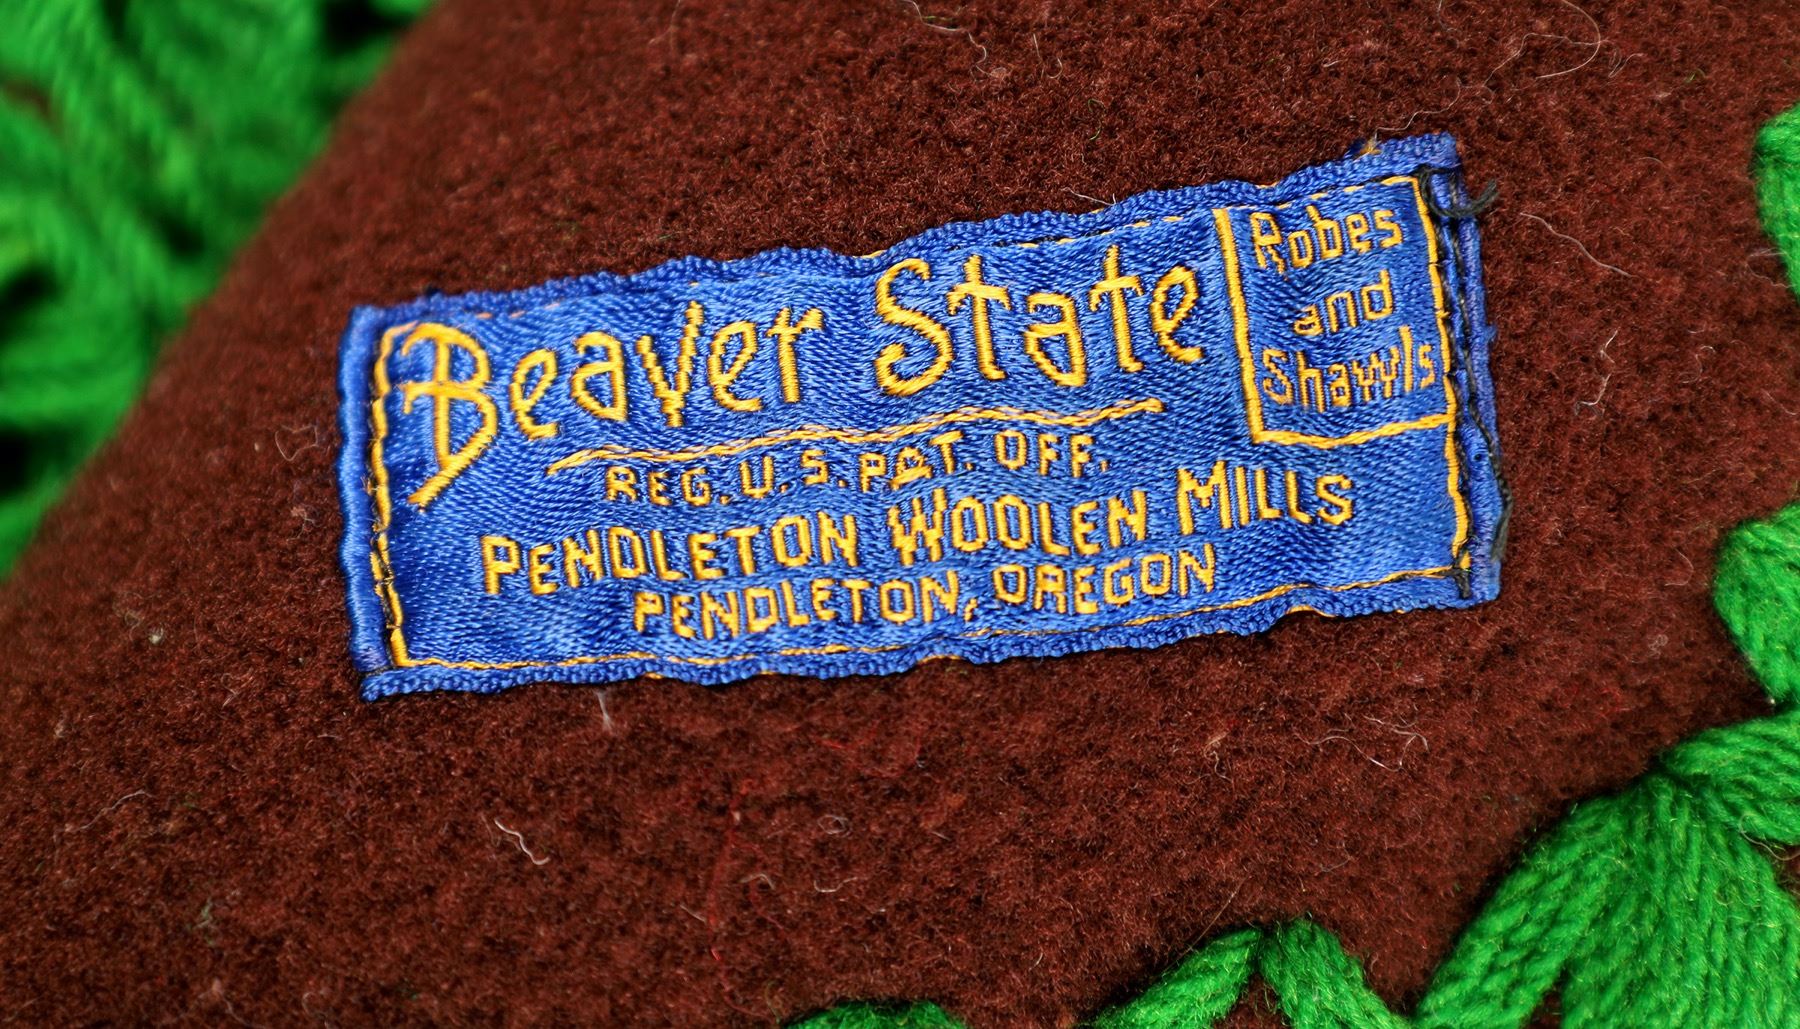 Beaver State
Robes
and
Shawls
REG. U. S. PAT. OFF.
PENDLETON WOOLEN MILLS
PENDLETON, OREGON